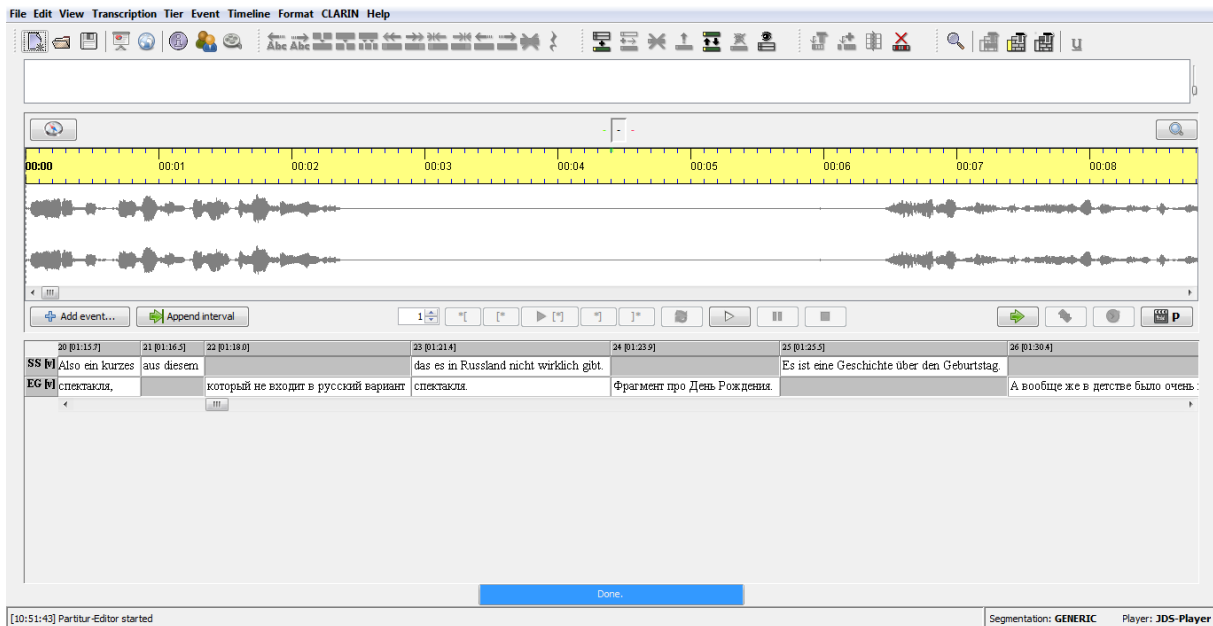 File Edit View Transcription Tier Event Timeline Format CLARIN Help
Abc Abc
00:00 00:01 00:02 00:03 00:04 00:05 00:06 00:07 00:08
Add event... Append interval 1 *[ [* [*] *] ]* P
20 [01:15.7] 21 [01:16.5] 22 [01:18.0] 23 [01:21.4] 24 [01:23.9] 25 [01:25.5] 26 [01:30.4]
SS [v] Also ein kurzes aus diesem das es in Russland nicht wirklich gibt. Es ist eine Geschichte über den Geburtstag.
EG [v] спектакля, который не входит в русский вариант спектакля. Фрагмент про День Рождения. А вообще же в детстве было очень
Done.
[10:51:43] Partitur-Editor started Segmentation: GENERIC Player: JDS-Player